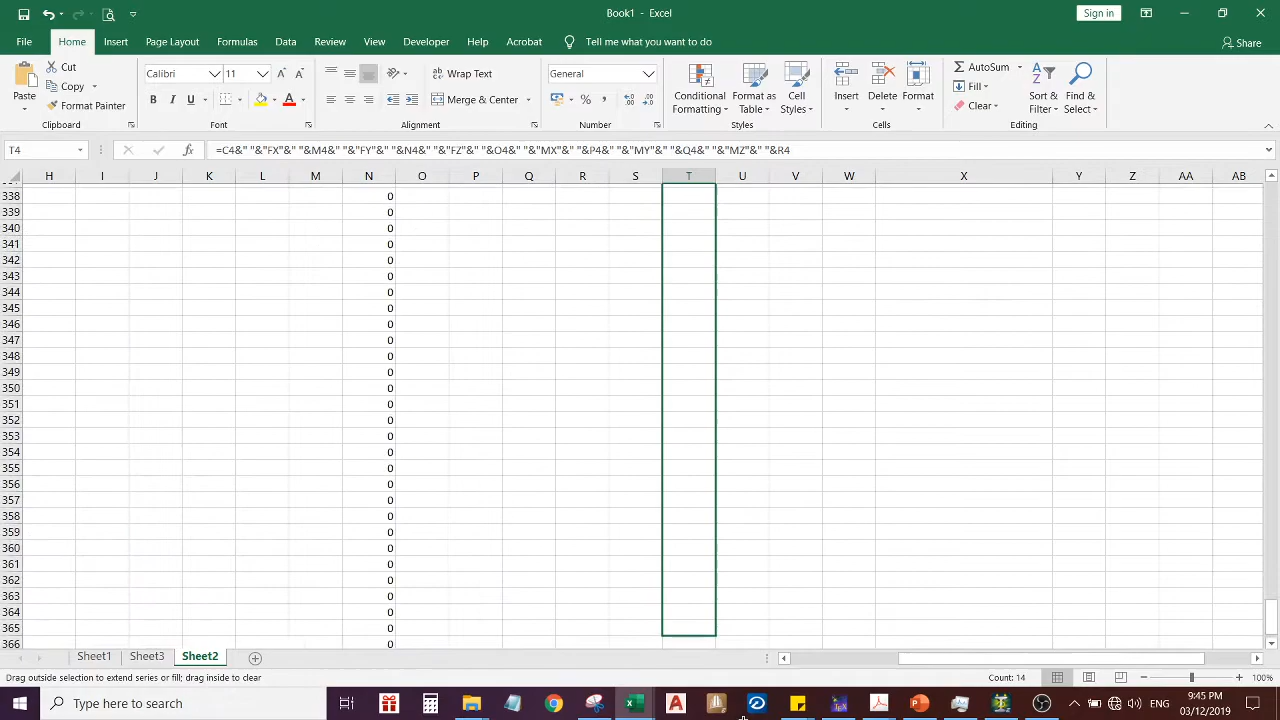 Book1 - Excel
Sign in
File Home Insert Page Layout Formulas Data Review View Developer Help Acrobat Tell me what you want to do Share
Paste
Cut
Copy
Format Painter
Clipboard
Calibri 11
B I U
A A
Font
Wrap Text
Merge & Center
Alignment
General
%
Number
Conditional Formatting
Format as Table
Cell Styles
Styles
Insert
Delete
Format
Cells
AutoSum
Fill
Clear
Sort & Filter
Find & Select
Editing
T4 fx =C4&" "&"FX"&" "&M4&" "&"FY"&" "&N4&" "&"FZ"&" "&O4&" "&"MX"&" "&P4&" "&"MY"&" "&Q4&" "&"MZ"&" "&R4
H I J K L M N O P Q R S T U V W X Y Z AA AB
338 0
339 0
340 0
341 0
342 0
343 0
344 0
345 0
346 0
347 0
348 0
349 0
350 0
351 0
352 0
353 0
354 0
355 0
356 0
357 0
358 0
359 0
360 0
361 0
362 0
363 0
364 0
365 0
366 0
Sheet1 Sheet3 Sheet2
Drag outside selection to extend series or fill; drag inside to clear
Count: 14
100%
Type here to search
9:45 PM
03/12/2019